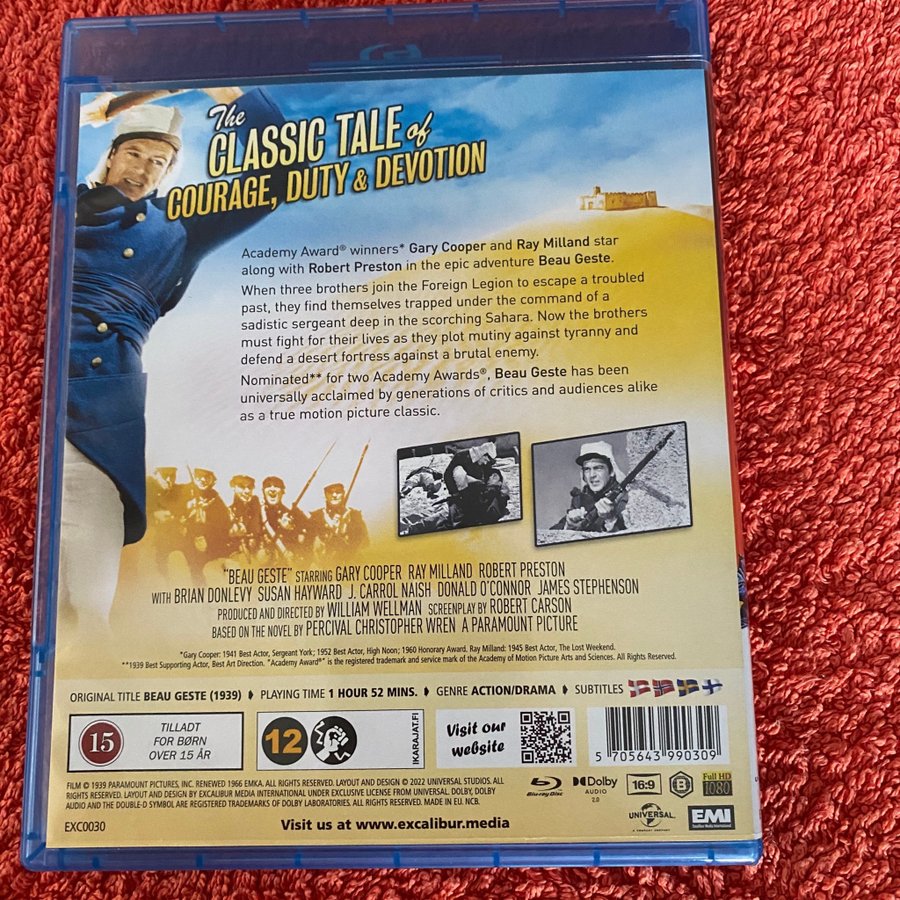 The
CLASSIC TALE of
COURAGE, DUTY & DEVOTION
Academy Award® winners* Gary Cooper and Ray Milland star
along with Robert Preston in the epic adventure Beau Geste.
When three brothers join the Foreign Legion to escape a troubled
past, they find themselves trapped under the command of a
sadistic sergeant deep in the scorching Sahara. Now the brothers
must fight for their lives as they plot mutiny against tyranny and
defend a desert fortress against a brutal enemy.
Nominated** for two Academy Awards®, Beau Geste has been
universally acclaimed by generations of critics and audiences alike
as a true motion picture classic.
"BEAU GESTE" STARRING GARY COOPER RAY MILLAND ROBERT PRESTON
WITH BRIAN DONLEVY SUSAN HAYWARD J. CARROL NAISH DONALD O'CONNOR JAMES STEPHENSON
PRODUCED AND DIRECTED BY WILLIAM WELLMAN SCREENPLAY BY ROBERT CARSON
BASED ON THE NOVEL BY PERCIVAL CHRISTOPHER WREN A PARAMOUNT PICTURE
*Gary Cooper: 1941 Best Actor, Sergeant York; 1952 Best Actor, High Noon; 1960 Honorary Award. Ray Milland: 1945 Best Actor, The Lost Weekend.
**1939 Best Supporting Actor, Best Art Direction. "Academy Award®" is the registered trademark and service mark of the Academy of Motion Picture Arts and Sciences. All Rights Reserved.
ORIGINAL TITLE BEAU GESTE (1939) PLAYING TIME 1 HOUR 52 MINS. GENRE ACTION/DRAMA SUBTITLES
15
TILLADT
FOR BØRN
OVER 15 ÅR
12
IKARAJAT.FI
Visit our
website
5 705643 990309
FILM © 1939 PARAMOUNT PICTURES, INC. RENEWED 1966 EMKA. ALL RIGHTS RESERVED. LAYOUT AND DESIGN © 2022 UNIVERSAL STUDIOS. ALL
RIGHTS RESERVED. LAYOUT AND DESIGN BY EXCALIBUR MEDIA INTERNATIONAL UNDER EXCLUSIVE LICENSE FROM UNIVERSAL. DOLBY, DOLBY
AUDIO AND THE DOUBLE-D SYMBOL ARE REGISTERED TRADEMARKS OF DOLBY LABORATORIES. ALL RIGHTS RESERVED. MADE IN EU. NCB.
Blu-ray Disc
Dolby
AUDIO
2.0
16:9
B
Full HD
1080
EXC0030
Visit us at www.excalibur.media
UNIVERSAL
A COMCAST COMPANY
EMI
Excalibur Media International